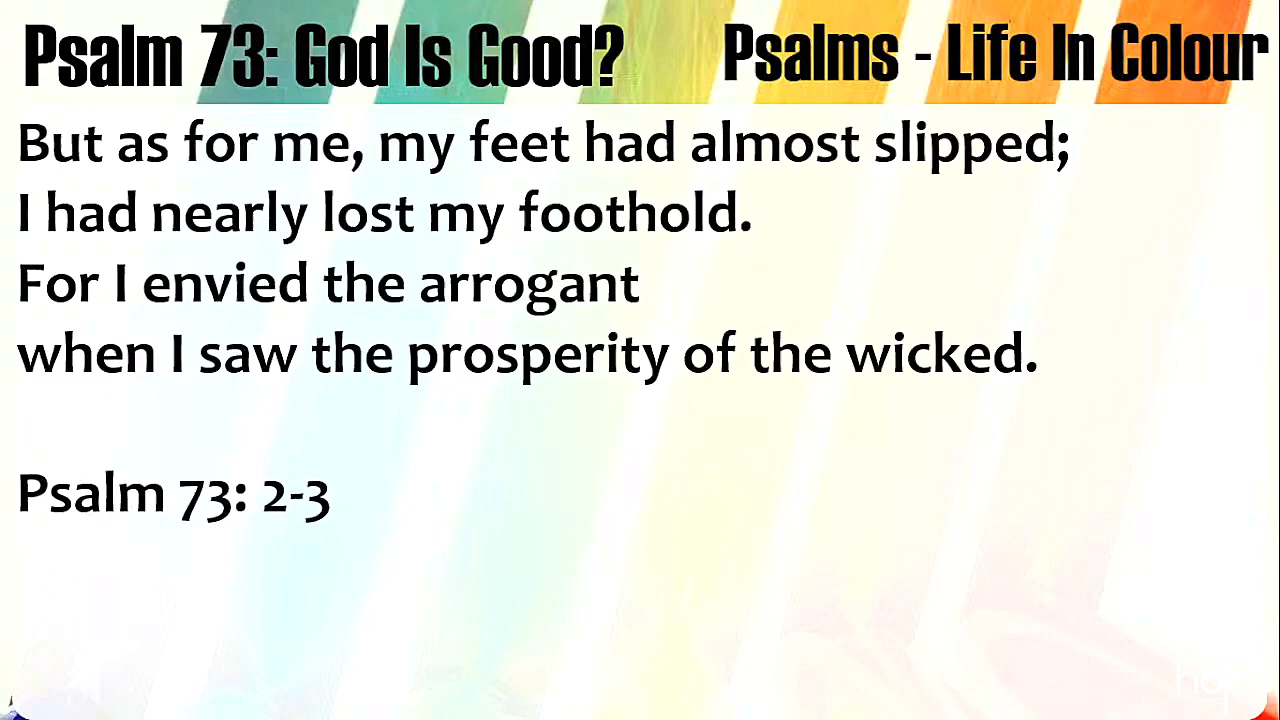 Psalm 73: God Is Good?
Psalms - Life In Colour
But as for me, my feet had almost slipped;
I had nearly lost my foothold.
For I envied the arrogant
when I saw the prosperity of the wicked.
Psalm 73: 2-3